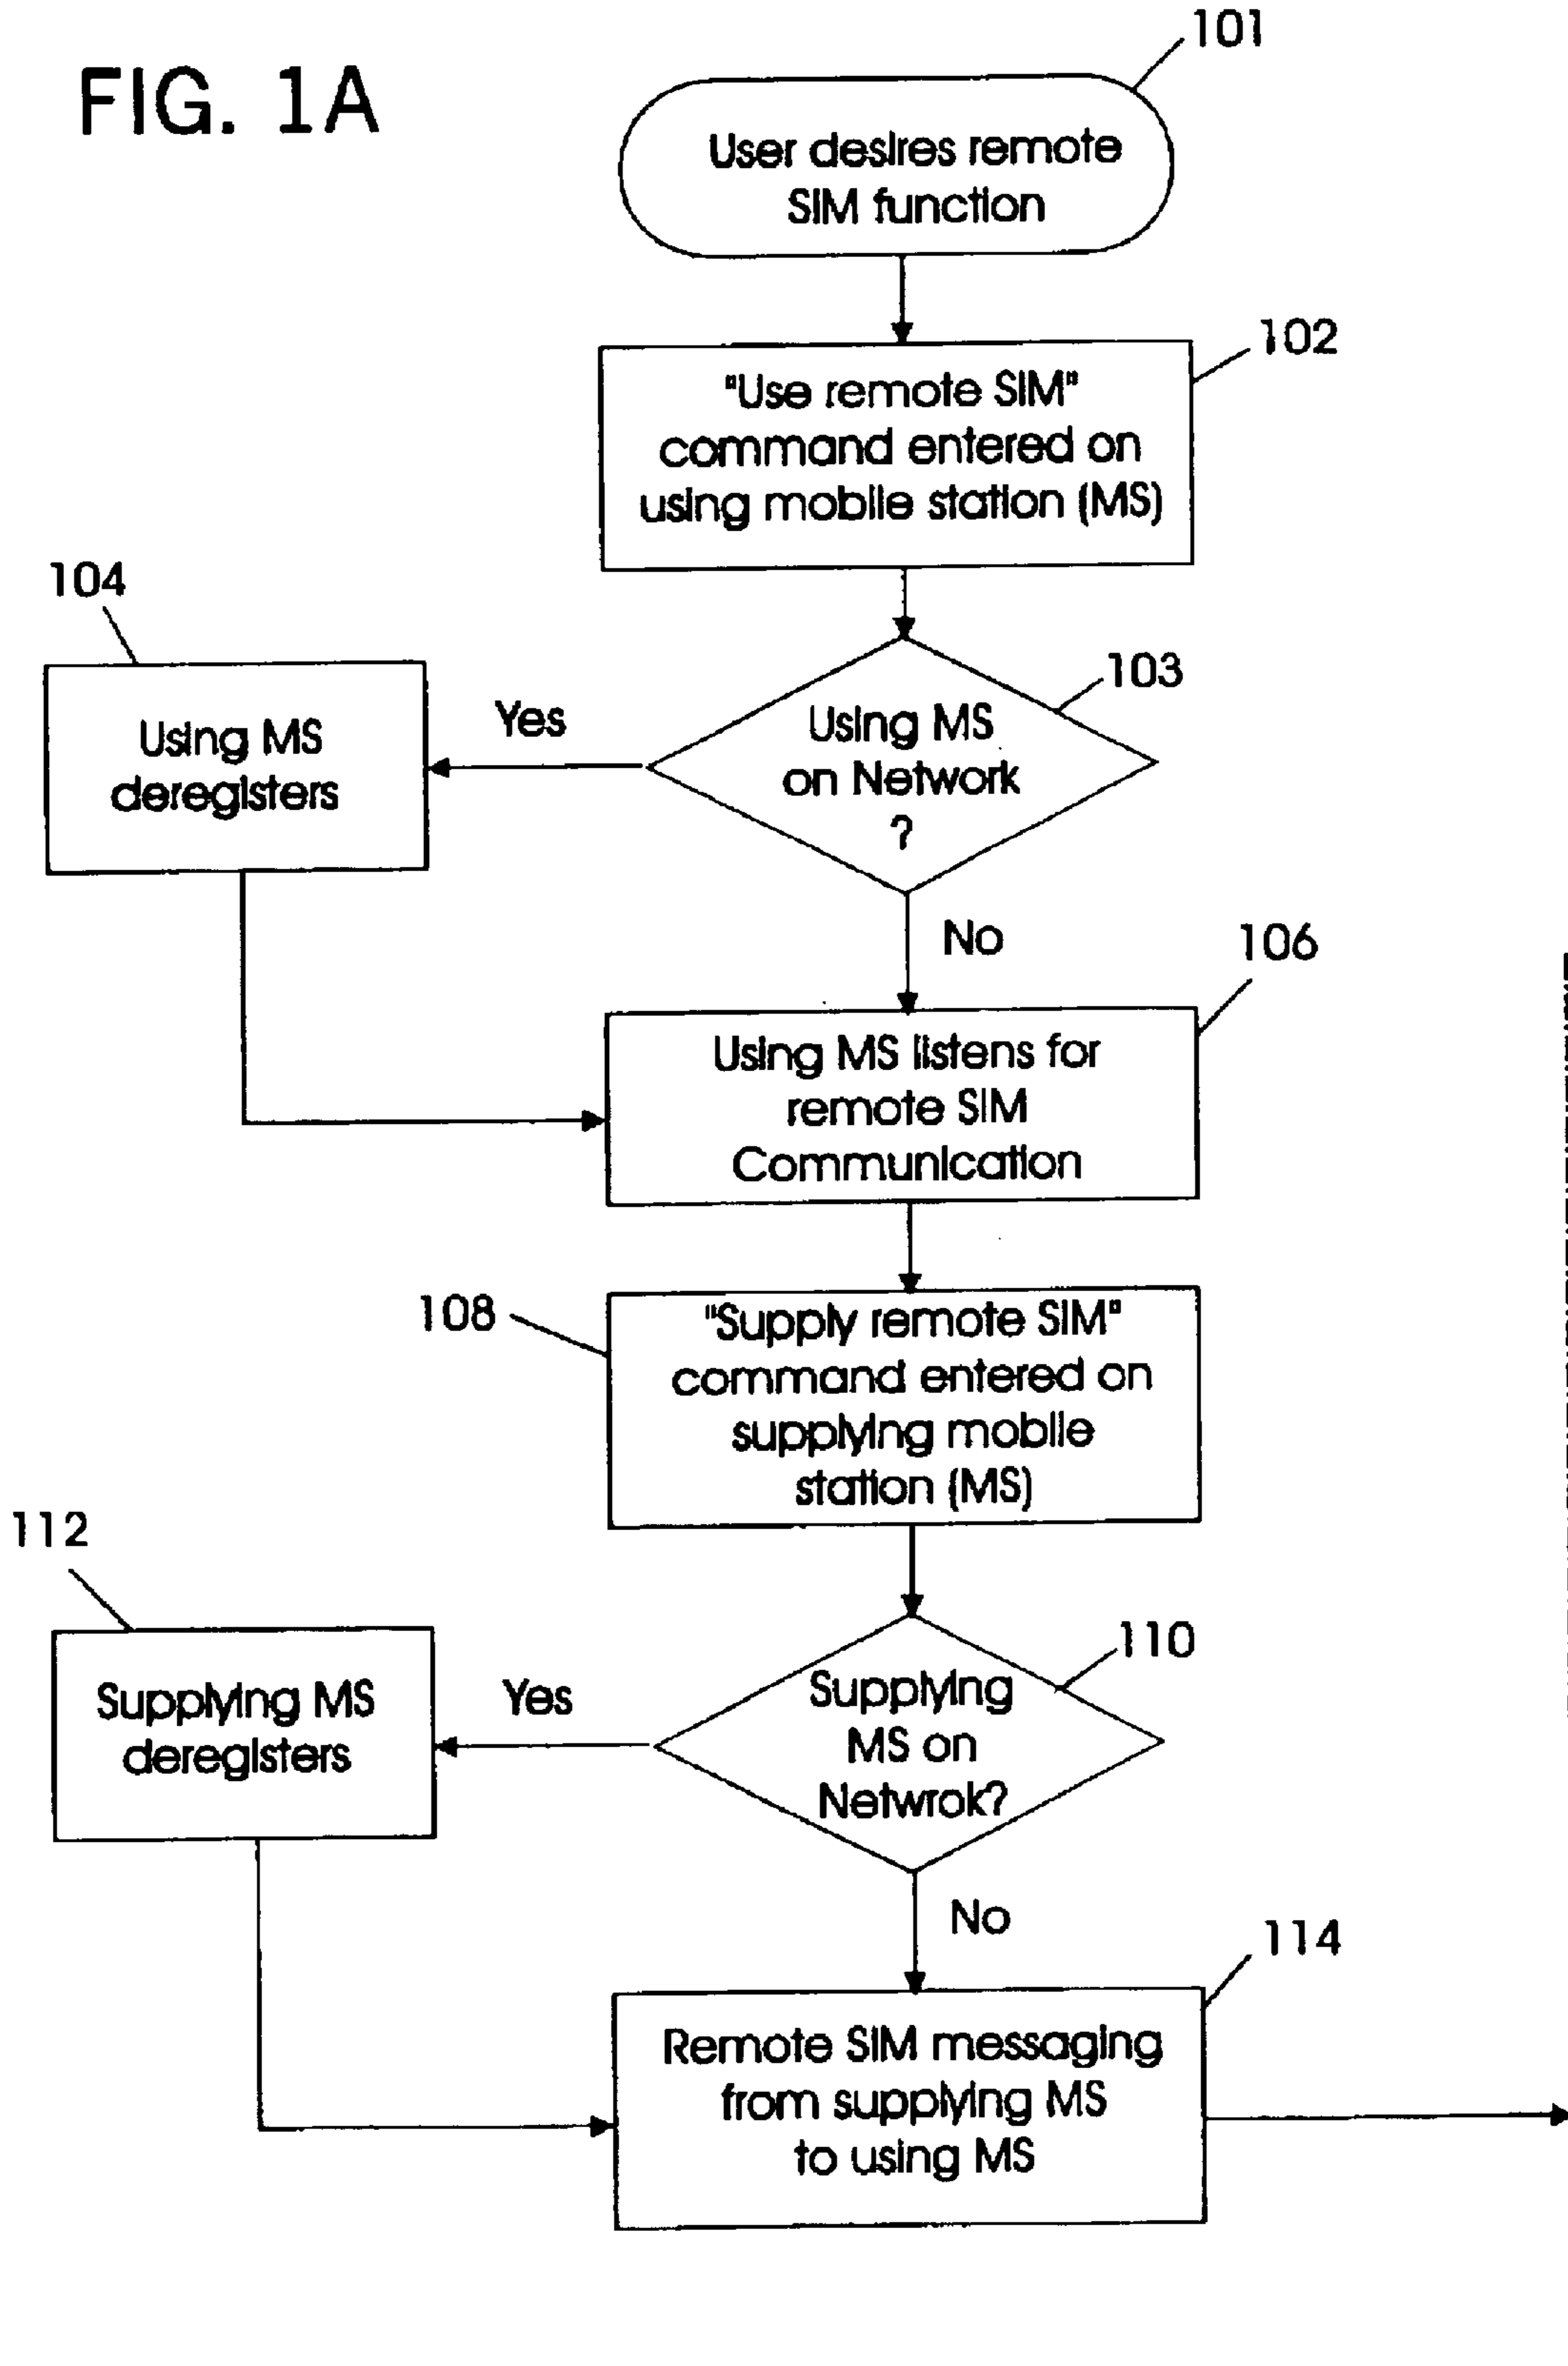 FIG. 1A
101
User desires remote
SIM function
102
"Use remote SIM"
command entered on
using mobile station (MS)
104
103
Using MS
deregisters
Yes
Using MS
on Network
?
No
106
Using MS listens for
remote SIM
Communication
108
"Supply remote SIM"
command entered on
supplying mobile
station (MS)
112
110
Supplying MS
deregisters
Yes
Supplying
MS on
Netwrok?
No
114
Remote SIM messaging
from supplying MS
to using MS